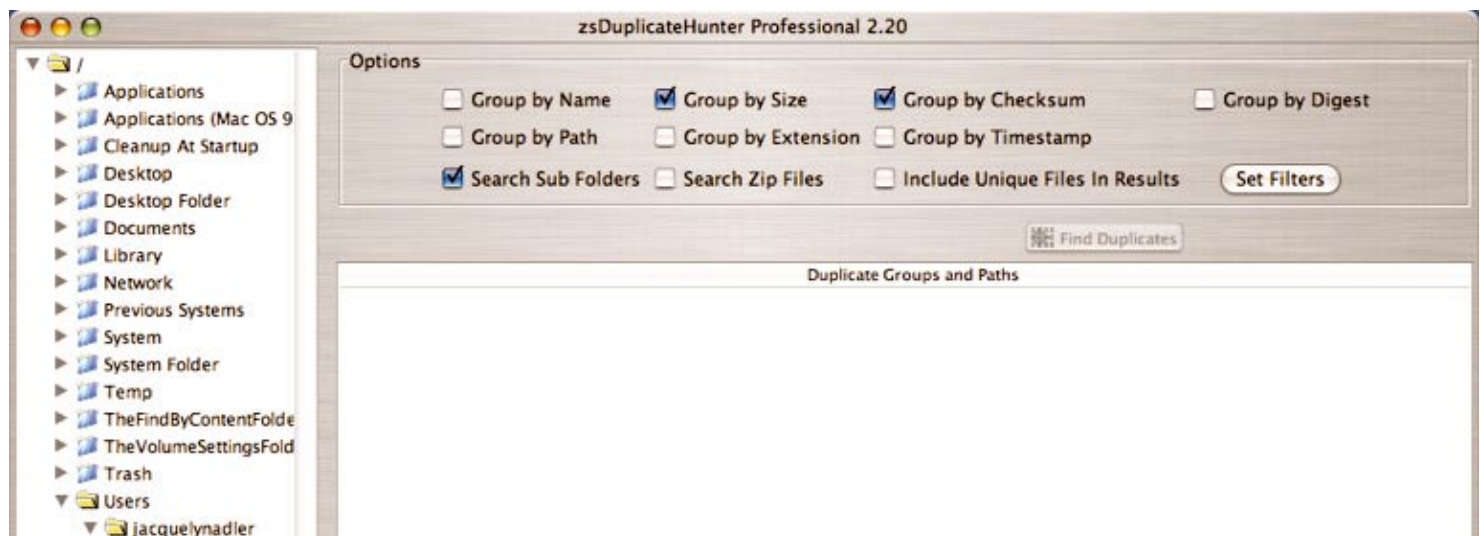 zsDuplicateHunter Professional 2.20
/
Applications
Applications (Mac OS 9
Cleanup At Startup
Desktop
Desktop Folder
Documents
Library
Network
Previous Systems
System
System Folder
Temp
TheFindByContentFolde
TheVolumeSettingsFold
Trash
Users
jacquelynadler
Options
Group by Name Group by Size Group by Checksum Group by Digest
Group by Path Group by Extension Group by Timestamp
Search Sub Folders Search Zip Files Include Unique Files In Results Set Filters
Find Duplicates
Duplicate Groups and Paths